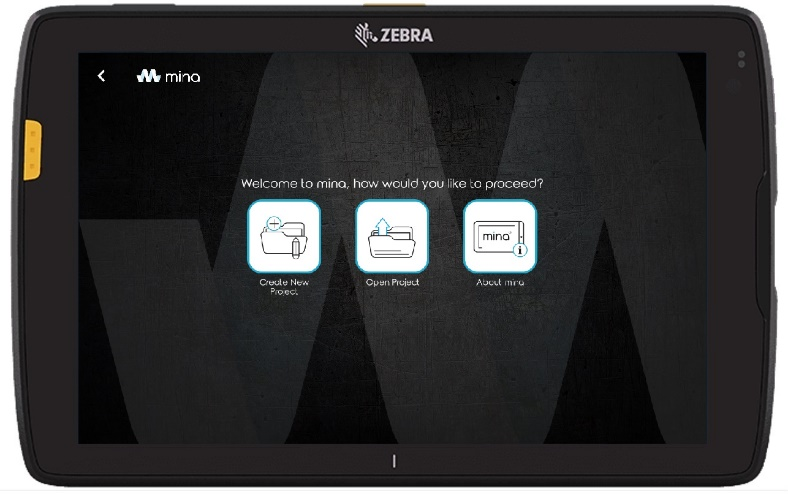 ZEBRA
mina
Welcome to mina, how would you like to proceed?
mina
Create New
Project
Open Project
About mina